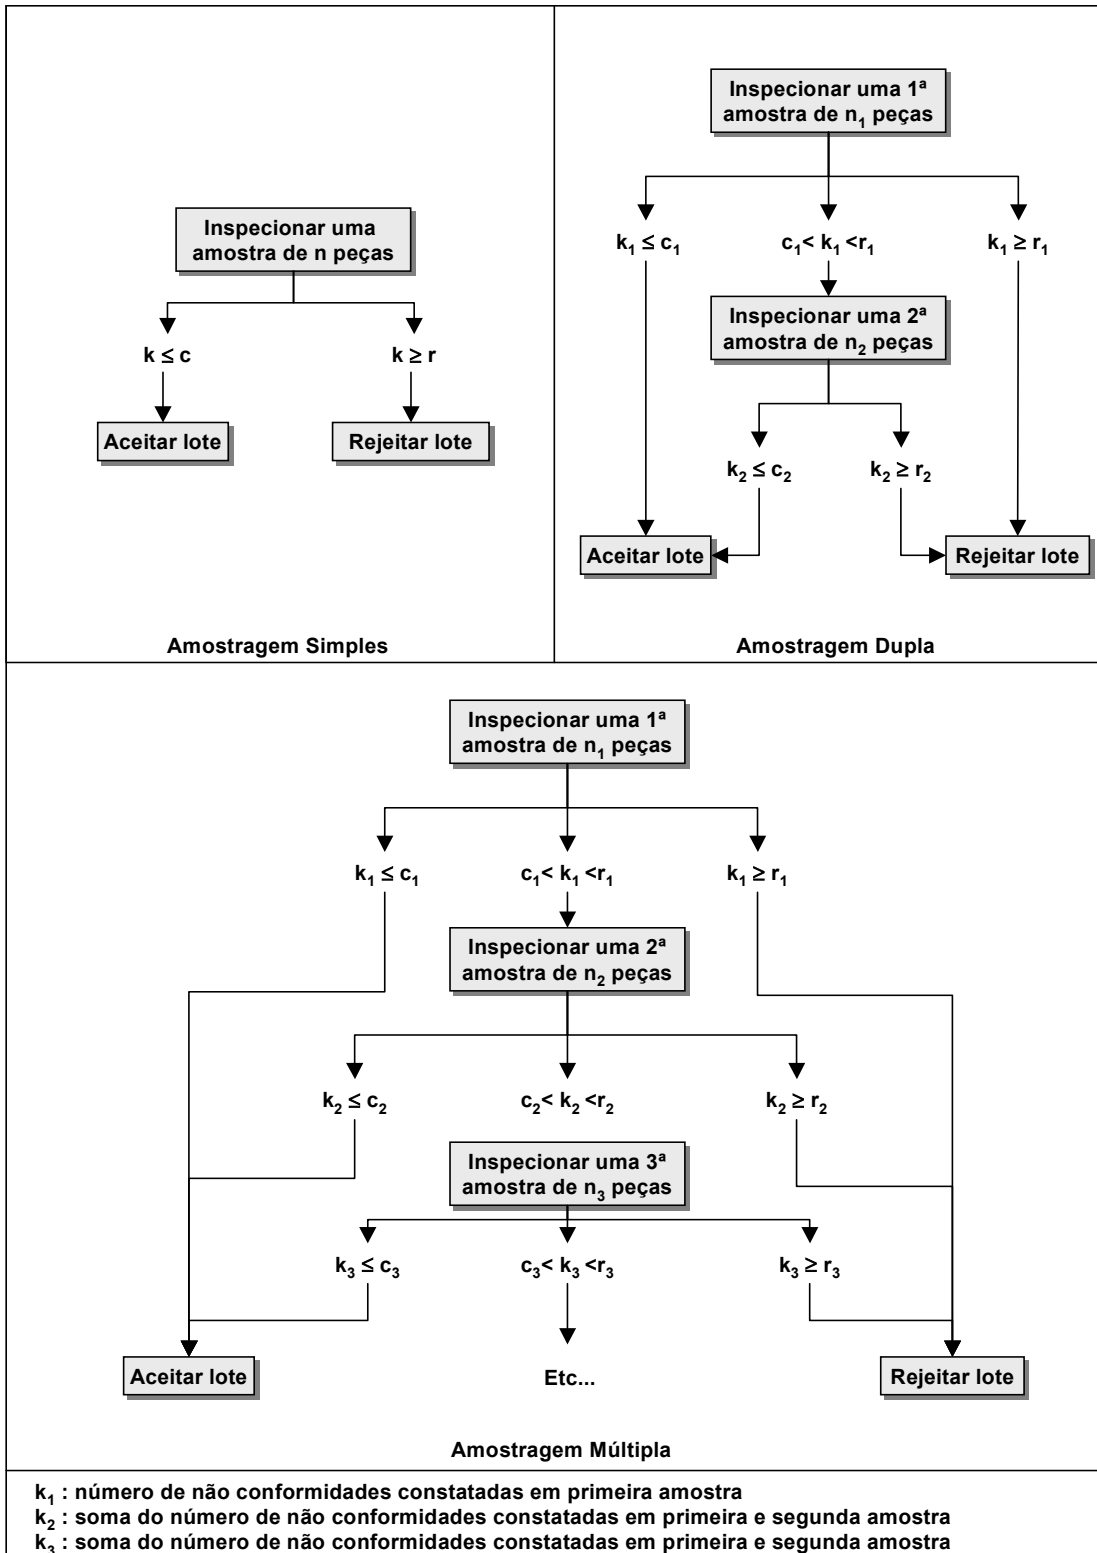 Inspecionar uma
amostra de n peças
k ≤ c
k ≥ r
Aceitar lote
Rejeitar lote
Amostragem Simples
Inspecionar uma 1ª
amostra de n₁ peças
k₁ ≤ c₁
c₁< k₁ <r₁
k₁ ≥ r₁
Inspecionar uma 2ª
amostra de n₂ peças
k₂ ≤ c₂
k₂ ≥ r₂
Aceitar lote
Rejeitar lote
Amostragem Dupla
Inspecionar uma 1ª
amostra de n₁ peças
k₁ ≤ c₁
c₁< k₁ <r₁
k₁ ≥ r₁
Inspecionar uma 2ª
amostra de n₂ peças
k₂ ≤ c₂
c₂< k₂ <r₂
k₂ ≥ r₂
Inspecionar uma 3ª
amostra de n₃ peças
k₃ ≤ c₃
c₃< k₃ <r₃
k₃ ≥ r₃
Aceitar lote
Etc...
Rejeitar lote
Amostragem Múltipla
k₁ : número de não conformidades constatadas em primeira amostra
k₂ : soma do número de não conformidades constatadas em primeira e segunda amostra
k₃ : soma do número de não conformidades constatadas em primeira e segunda amostra